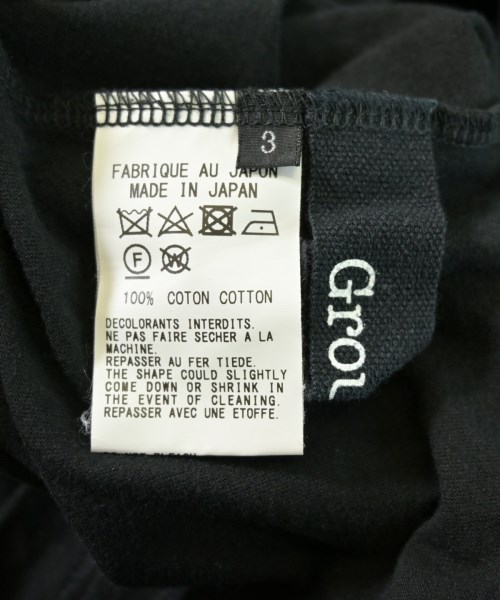 3
FABRIQUE AU JAPON
MADE IN JAPAN
F W
100% COTON COTTON
DECOLORANTS INTERDITS.
NE PAS FAIRE SECHER A LA
MACHINE.
REPASSER AU FER TIEDE.
THE SHAPE COULD SLIGHTLY
COME DOWN OR SHRINK IN
THE EVENT OF CLEANING.
REPASSER AVEC UNE ETOFFE.